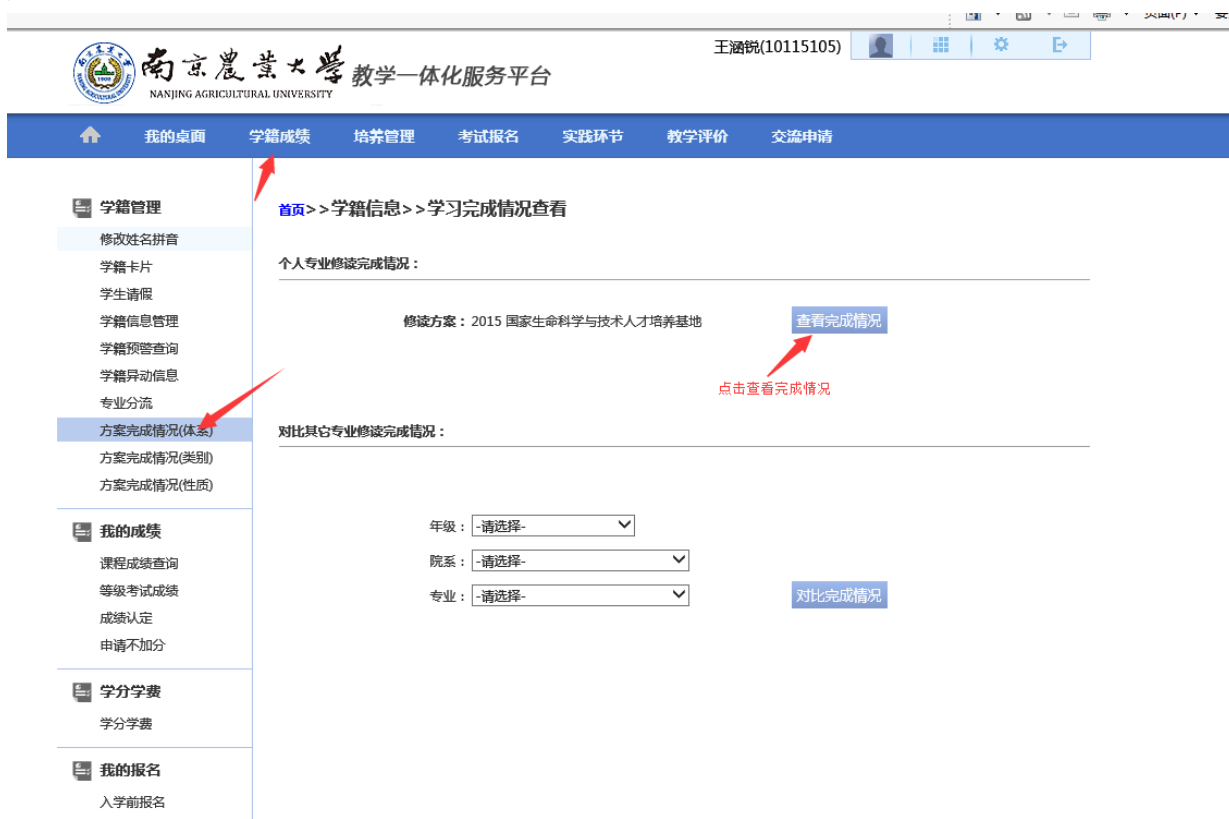 页面(P)
王涵锐(10115105)
南京農業大學
NANJING AGRICULTURAL UNIVERSITY
教学一体化服务平台
我的桌面 学籍成绩 培养管理 考试报名 实践环节 教学评价 交流申请
学籍管理
修改姓名拼音
学籍卡片
学生请假
学籍信息管理
学籍预警查询
学籍异动信息
专业分流
方案完成情况(体系)
方案完成情况(类别)
方案完成情况(性质)
我的成绩
课程成绩查询
等级考试成绩
成绩认定
申请不加分
学分学费
学分学费
我的报名
入学前报名
首页>>学籍信息>>学习完成情况查看
个人专业修读完成情况：
修读方案：2015 国家生命科学与技术人才培养基地 查看完成情况
点击查看完成情况
对比其它专业修读完成情况：
年级：-请选择-
院系：-请选择-
专业：-请选择- 对比完成情况